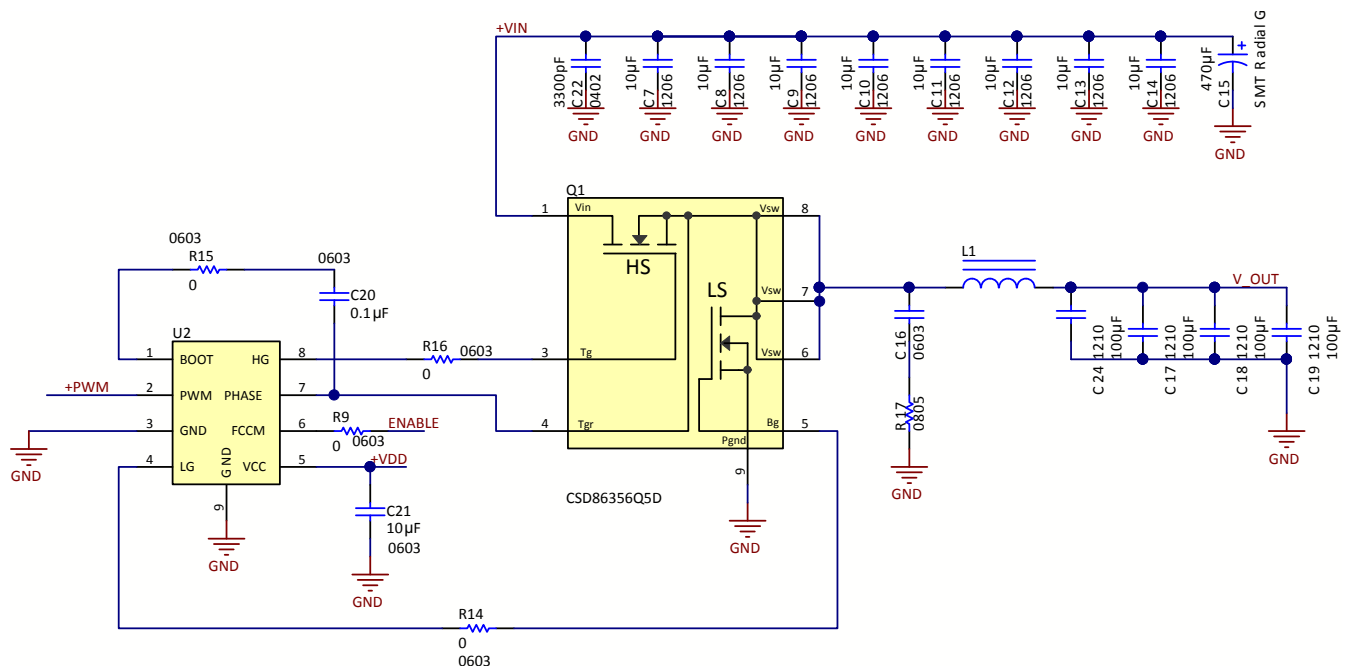 +VIN
3300pF
C22
0402
GND
10µF
C7
1206
GND
10µF
C8
1206
GND
10µF
C9
1206
GND
10µF
C10
1206
GND
10µF
C11
1206
GND
10µF
C12
1206
GND
10µF
C13
1206
GND
10µF
C14
1206
GND
470µF
+
C15
SMT Radial G
GND
Q1
1
Vin
Vsw
8
HS
LS
Vsw
7
3
Tg
Vsw
6
4
Tgr
Bg
5
Pgnd
9
CSD86356Q5D
GND
0603
R15
0
0603
C20
0.1µF
U2
1
BOOT
HG
8
R16
0603
0
+PWM
2
PWM
PHASE
7
3
GND
FCCM
6
R9
ENABLE
0
0603
GND
4
LG
VCC
5
+VDD
GND
9
GND
C21
10µF
0603
GND
R14
0
0603
L1
V_OUT
C16
0603
R17
0805
GND
C24 1210
100µF
C17 1210
100µF
C18 1210
100µF
C19 1210
100µF
GND